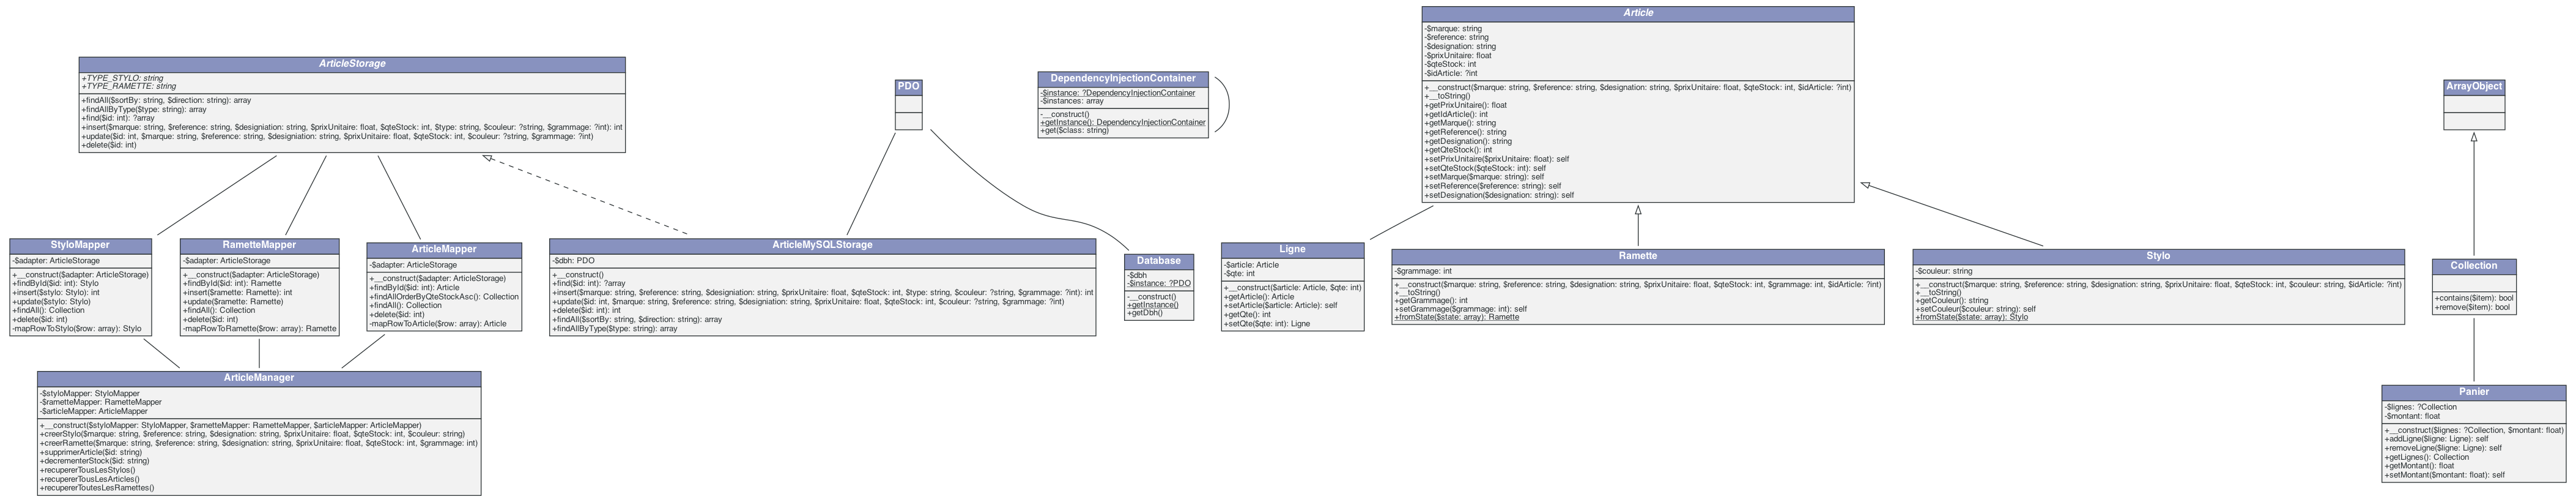 ArticleStorage
+TYPE_STYLO: string
+TYPE_RAMETTE: string
+findAll($sortBy: string, $direction: string): array
+findAllByType($type: string): array
+find($id: int): ?array
+insert($marque: string, $reference: string, $designiation: string, $prixUnitaire: float, $qteStock: int, $type: string, $couleur: ?string, $grammage: ?int): int
+update($id: int, $marque: string, $reference: string, $designiation: string, $prixUnitaire: float, $qteStock: int, $couleur: ?string, $grammage: ?int)
+delete($id: int)
PDO
DependencyInjectionContainer
-$instance: ?DependencyInjectionContainer
-$instances: array
-__construct()
+getInstance(): DependencyInjectionContainer
+get($class: string)
Article
-$marque: string
-$reference: string
-$designation: string
-$prixUnitaire: float
-$qteStock: int
-$idArticle: ?int
+__construct($marque: string, $reference: string, $designation: string, $prixUnitaire: float, $qteStock: int, $idArticle: ?int)
+__toString()
+getPrixUnitaire(): float
+getIdArticle(): int
+getMarque(): string
+getReference(): string
+getDesignation(): string
+getQteStock(): int
+setPrixUnitaire($prixUnitaire: float): self
+setQteStock($qteStock: int): self
+setMarque($marque: string): self
+setReference($reference: string): self
+setDesignation($designation: string): self
ArrayObject
StyloMapper
-$adapter: ArticleStorage
+__construct($adapter: ArticleStorage)
+findById($id: int): Stylo
+insert($stylo: Stylo): int
+update($stylo: Stylo)
+findAll(): Collection
+delete($id: int)
-mapRowToStylo($row: array): Stylo
RametteMapper
-$adapter: ArticleStorage
+__construct($adapter: ArticleStorage)
+findById($id: int): Ramette
+insert($ramette: Ramette): int
+update($ramette: Ramette)
+findAll(): Collection
+delete($id: int)
-mapRowToRamette($row: array): Ramette
ArticleMapper
-$adapter: ArticleStorage
+__construct($adapter: ArticleStorage)
+findById($id: int): Article
+findAllOrderByQteStockAsc(): Collection
+findAll(): Collection
+delete($id: int)
-mapRowToArticle($row: array): Article
ArticleMySQLStorage
-$dbh: PDO
+__construct()
+find($id: int): ?array
+insert($marque: string, $reference: string, $desigination: string, $prixUnitaire: float, $qteStock: int, $type: string, $couleur: ?string, $grammage: ?int): int
+update($id: int, $marque: string, $reference: string, $desigination: string, $prixUnitaire: float, $qteStock: int, $couleur: ?string, $grammage: ?int)
+delete($id: int): int
+findAll($sortBy: string, $direction: string): array
+findAllByType($type: string): array
Database
-$dbh
-$instance: ?PDO
-__construct()
+getInstance()
+getDbh()
Ligne
-$article: Article
-$qte: int
+__construct($article: Article, $qte: int)
+getArticle(): Article
+setArticle($article: Article): self
+getQte(): int
+setQte($qte: int): Ligne
Ramette
-$grammage: int
+__construct($marque: string, $reference: string, $designation: string, $prixUnitaire: float, $qteStock: int, $grammage: int, $idArticle: ?int)
+__toString()
+getGrammage(): int
+setGrammage($grammage: int): self
+fromState($state: array): Ramette
Stylo
-$couleur: string
+__construct($marque: string, $reference: string, $designation: string, $prixUnitaire: float, $qteStock: int, $couleur: string, $idArticle: ?int)
+__toString()
+getCouleur(): string
+setCouleur($couleur: string): self
+fromState($state: array): Stylo
Collection
+contains($item): bool
+remove($item): bool
ArticleManager
-$styloMapper: StyloMapper
-$rametteMapper: RametteMapper
-$articleMapper: ArticleMapper
+__construct($styloMapper: StyloMapper, $rametteMapper: RametteMapper, $articleMapper: ArticleMapper)
+creerStylo($marque: string, $reference: string, $designation: string, $prixUnitaire: float, $qteStock: int, $couleur: string)
+creerRamette($marque: string, $reference: string, $designation: string, $prixUnitaire: float, $qteStock: int, $grammage: int)
+supprimerArticle($id: string)
+decrementerStock($id: string)
+recupererTousLesStylos()
+recupererTousLesArticles()
+recupererToutesLesRamettes()
Panier
-$lignes: ?Collection
-$montant: float
+__construct($lignes: ?Collection, $montant: float)
+addLigne($ligne: Ligne): self
+removeLigne($ligne: Ligne): self
+getLignes(): Collection
+getMontant(): float
+setMontant($montant: float): self